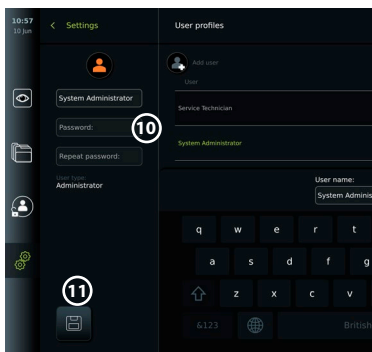 10:57
10 Jun
Settings
User profiles
Add user
User
System Administrator
Service Technician
Password:
10
System Administrator
Repeat password:
User type:
Administrator
User name:
System Adminis
q w e r t
a s d f g
11
z x c v
&123
British